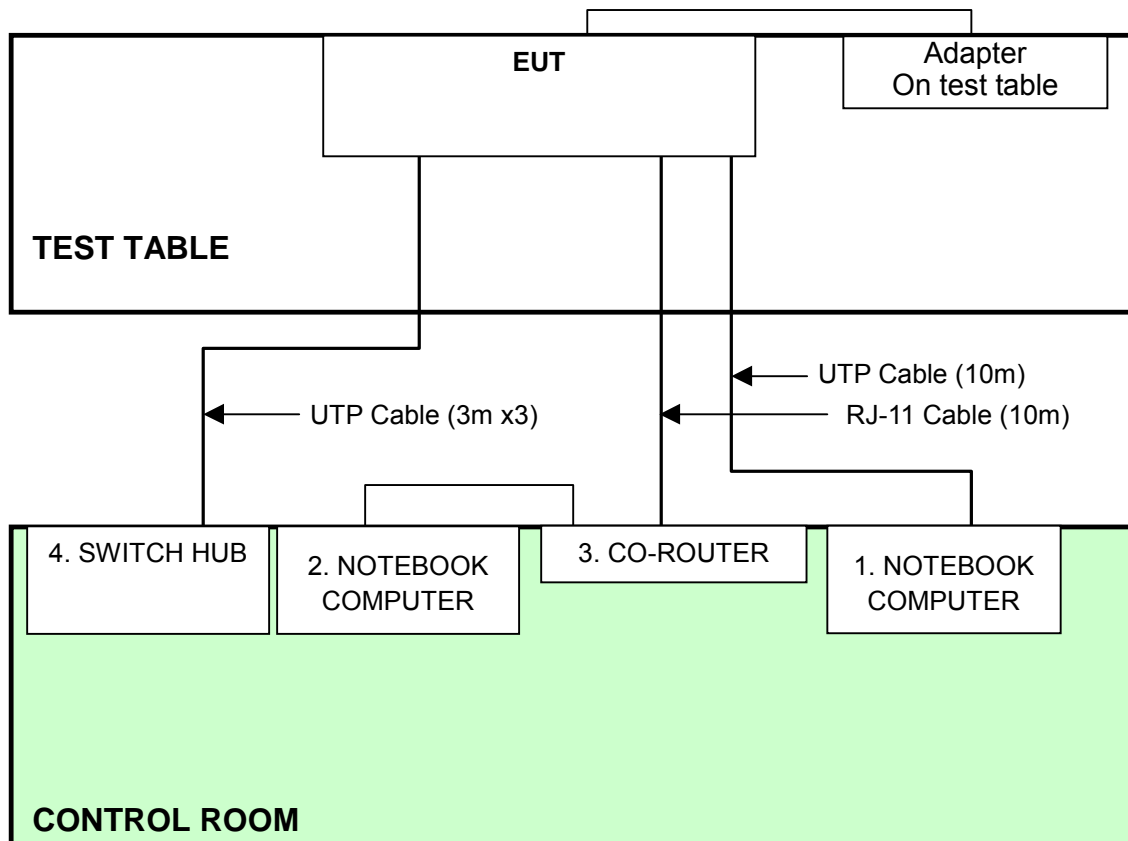 EUT
Adapter
On test table
TEST TABLE
UTP Cable (10m)
UTP Cable (3m x3)
RJ-11 Cable (10m)
4. SWITCH HUB
2. NOTEBOOK
COMPUTER
3. CO-ROUTER
1. NOTEBOOK
COMPUTER
CONTROL ROOM